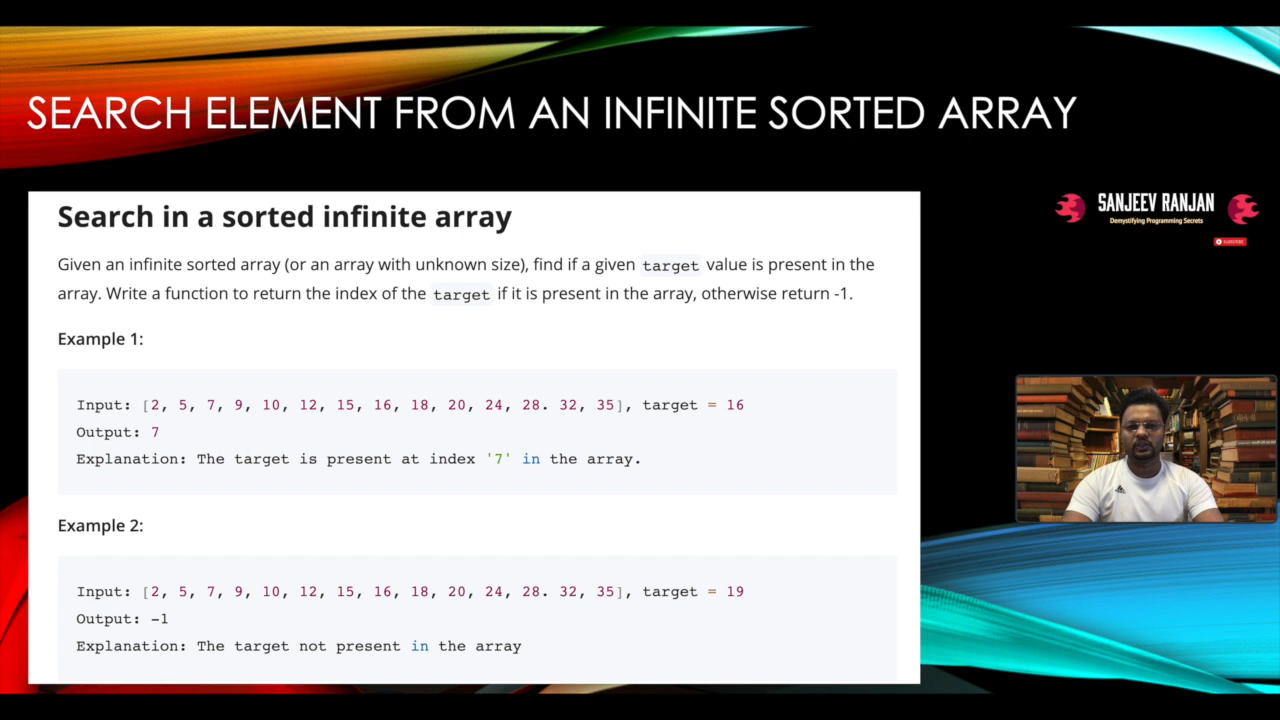 SEARCH ELEMENT FROM AN INFINITE SORTED ARRAY
SANJEEV RANJAN
Demystifying Programming Secrets
SUBSCRIBE
Search in a sorted infinite array
Given an infinite sorted array (or an array with unknown size), find if a given target value is present in the
array. Write a function to return the index of the target if it is present in the array, otherwise return -1.
Example 1:
Input: [2, 5, 7, 9, 10, 12, 15, 16, 18, 20, 24, 28. 32, 35], target = 16
Output: 7
Explanation: The target is present at index '7' in the array.
Example 2:
Input: [2, 5, 7, 9, 10, 12, 15, 16, 18, 20, 24, 28. 32, 35], target = 19
Output: -1
Explanation: The target not present in the array